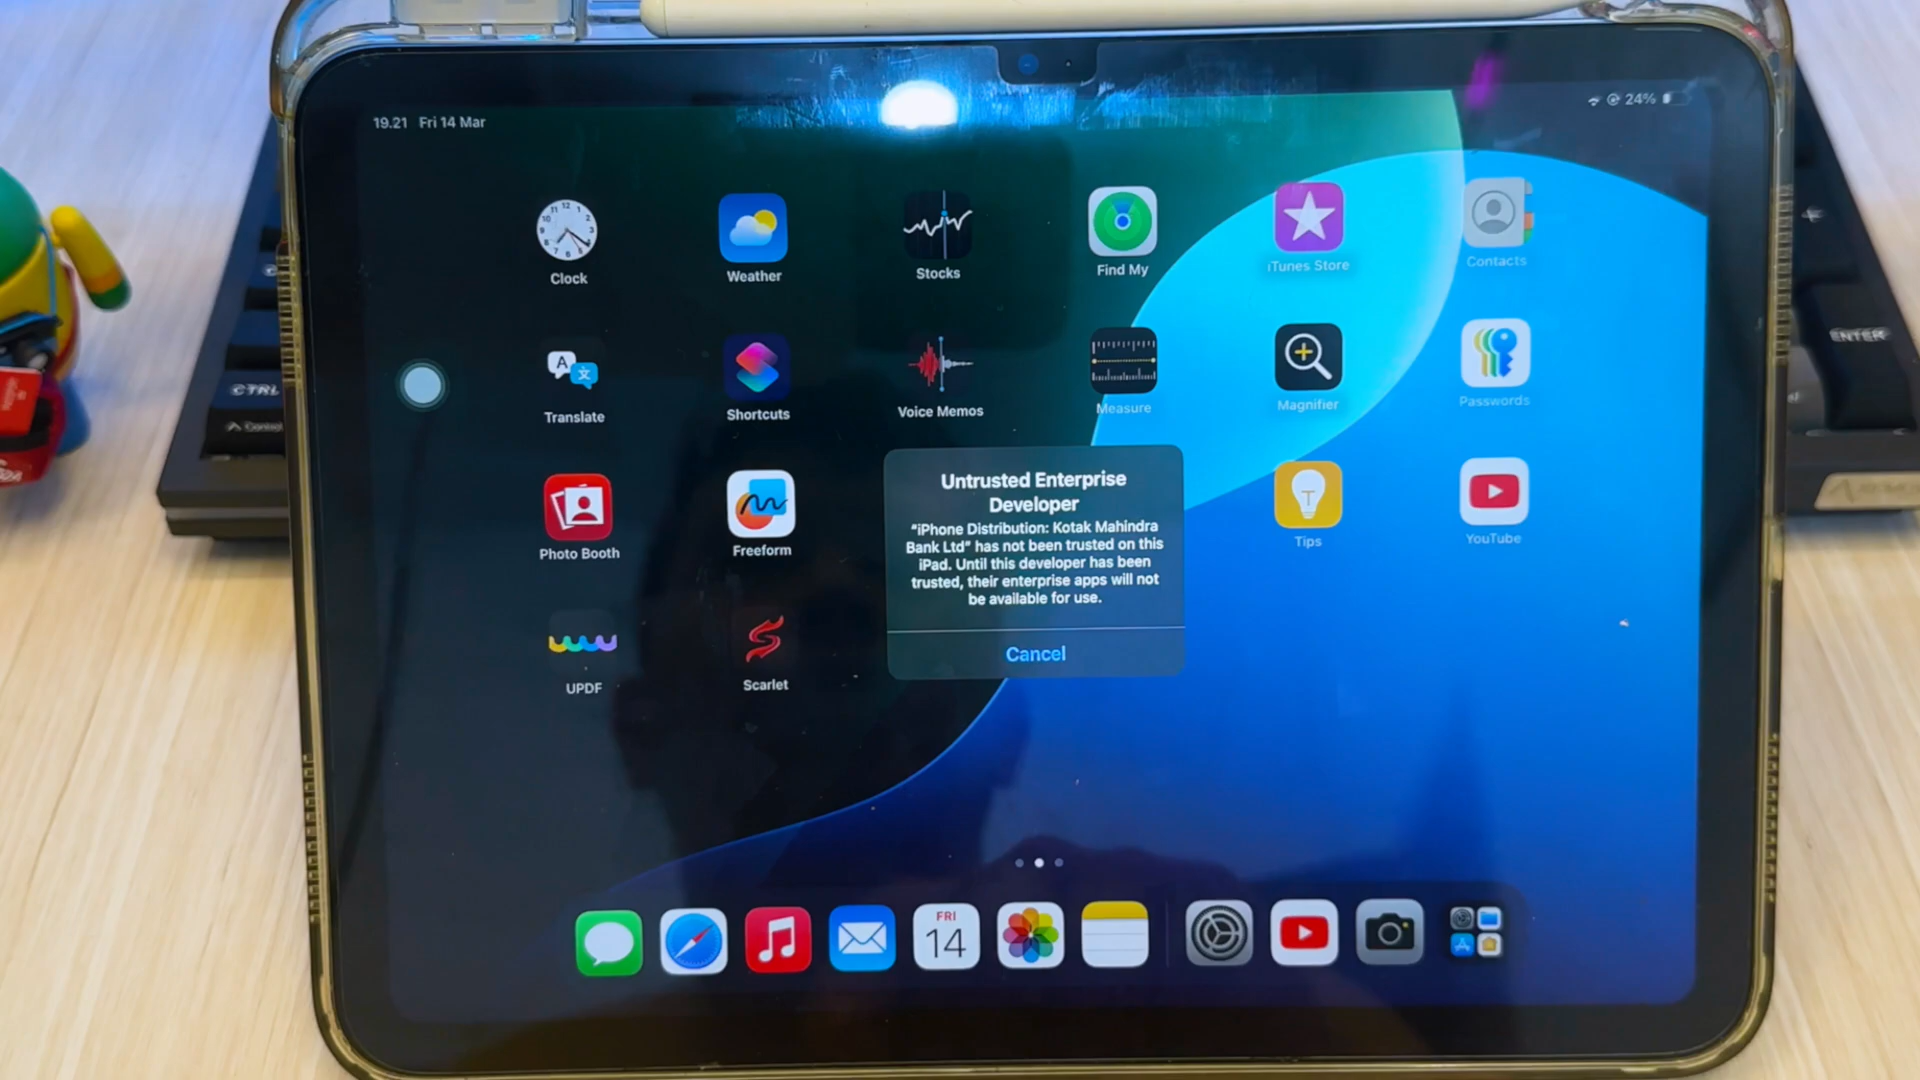 19.21 Fri 14 Mar
24%
Clock
Weather
Stocks
Find My
iTunes Store
Contacts
Translate
Shortcuts
Voice Memos
Measure
Magnifier
Passwords
Photo Booth
Freeform
Tips
YouTube
UPDF
Scarlet
Untrusted Enterprise
Developer
"iPhone Distribution: Kotak Mahindra
Bank Ltd" has not been trusted on this
iPad. Until this developer has been
trusted, their enterprise apps will not
be available for use.
Cancel
FRI
14
CTRL
Control
ENTER